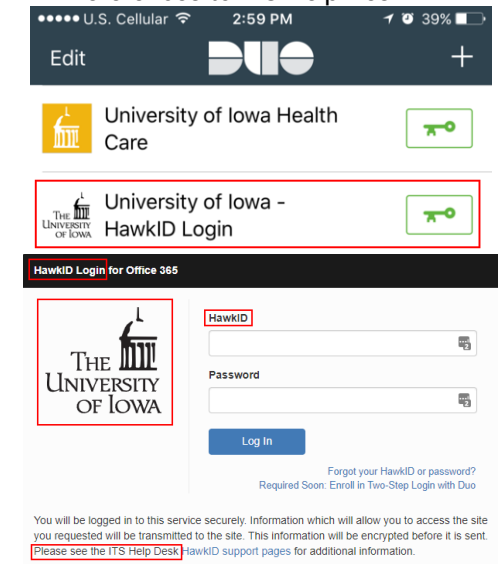 U.S. Cellular 2:59 PM 39%
Edit DUO +
University of Iowa Health
Care
THE
UNIVERSITY
OF IOWA
University of Iowa -
HawkID Login
HawkID Login for Office 365
THE
UNIVERSITY
OF IOWA
HawkID
Password
Log In
Forgot your HawkID or password?
Required Soon: Enroll in Two-Step Login with Duo
You will be logged in to this service securely. Information which will allow you to access the site
you requested will be transmitted to the site. This information will be encrypted before it is sent.
Please see the ITS Help Desk HawkID support pages for additional information.